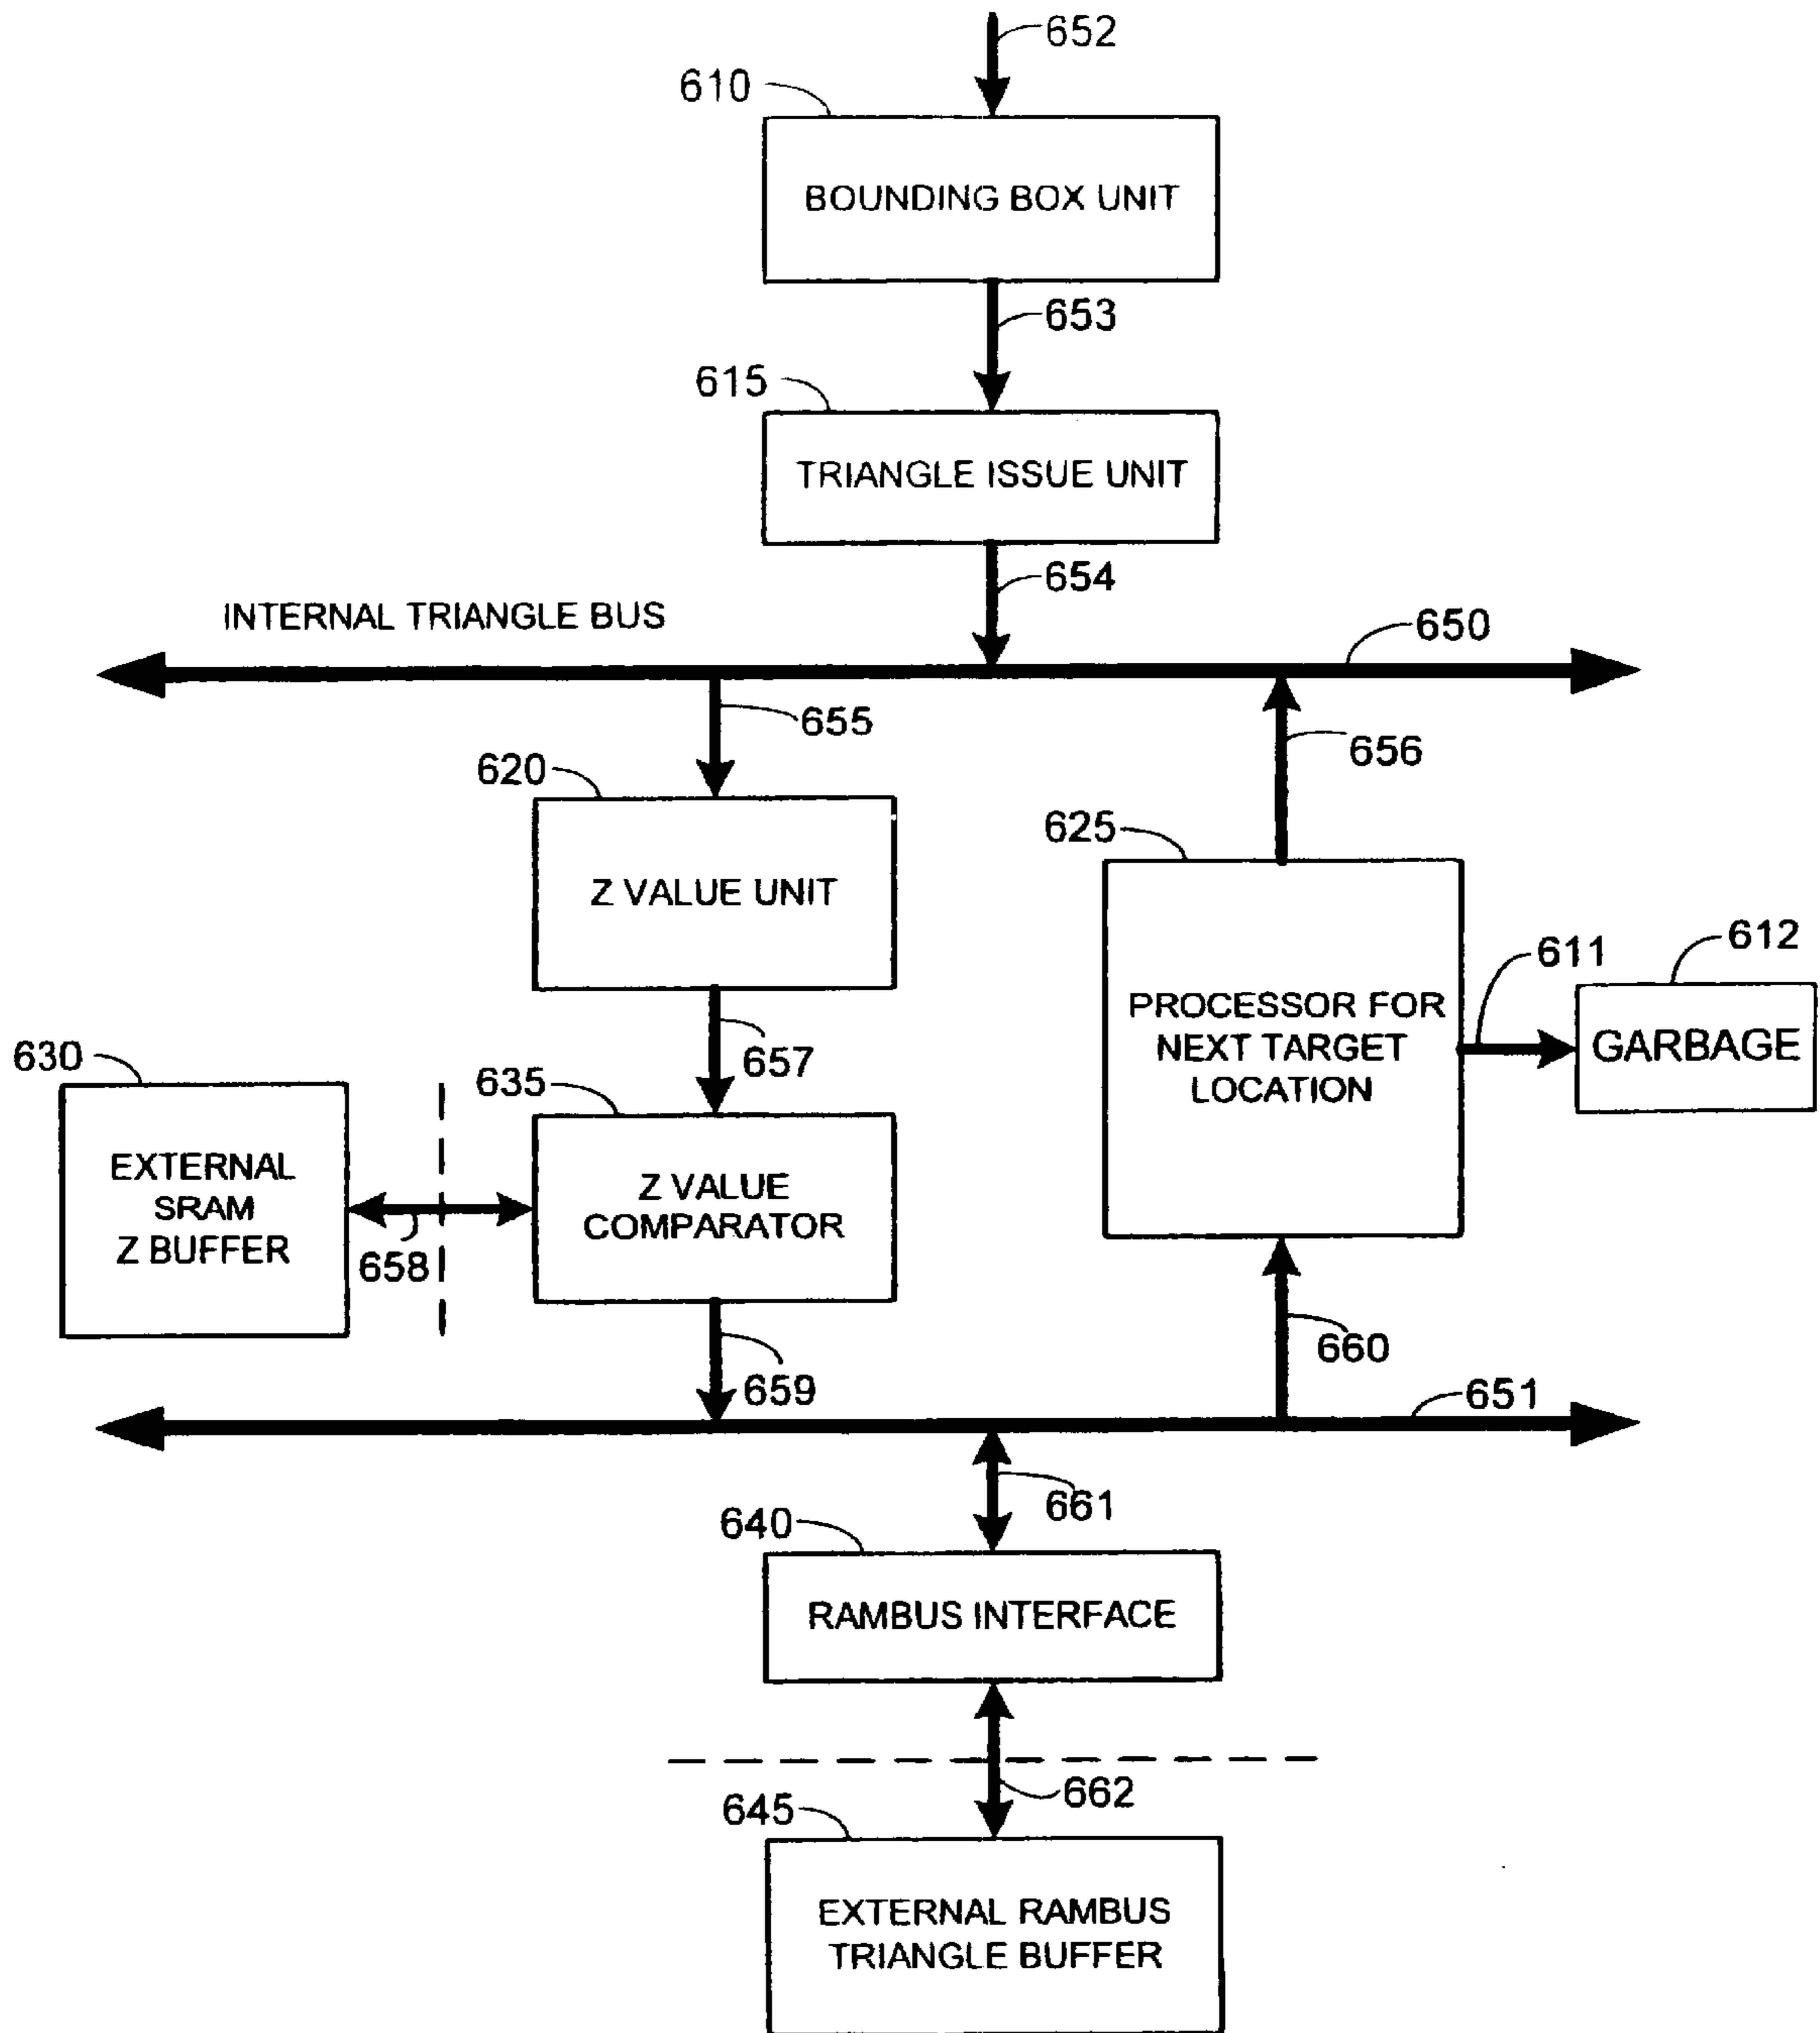 652
610
BOUNDING BOX UNIT
653
615
TRIANGLE ISSUE UNIT
654
INTERNAL TRIANGLE BUS
650
655
656
620
625
Z VALUE UNIT
611
612
PROCESSOR FOR
NEXT TARGET
LOCATION
GARBAGE
657
630
635
EXTERNAL
SRAM
Z BUFFER
658
Z VALUE
COMPARATOR
660
659
651
661
640
RAMBUS INTERFACE
662
645
EXTERNAL RAMBUS
TRIANGLE BUFFER